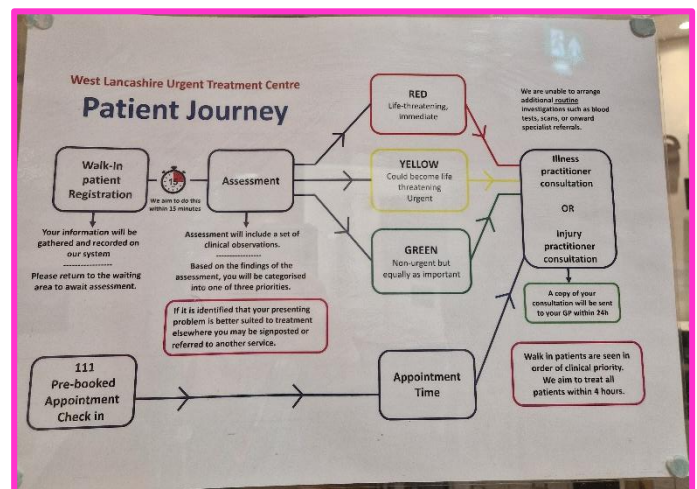 West Lancashire Urgent Treatment Centre
Patient Journey
Walk-In
patient
Registration
15
We aim to do this
within 15 minutes
Your information will be
gathered and recorded on
our system
Please return to the waiting
area to await assessment.
Assessment
Assessment will include a set of
clinical observations.
Based on the findings of the
assessment, you will be categorised
into one of three priorities.
If it is identified that your presenting
problem is better suited to treatment
elsewhere you may be signposted or
referred to another service.
RED
Life-threatening,
immediate
YELLOW
Could become life
threatening
Urgent
GREEN
Non-urgent but
equally as important
We are unable to arrange
additional routine
investigations such as blood
tests, scans, or onward
specialist referrals.
Illness
practitioner
consultation
OR
Injury
practitioner
consultation
A copy of your
consultation will be sent
to your GP within 24h
111
Pre-booked
Appointment
Check in
Appointment
Time
Walk in patients are seen in
order of clinical priority.
We aim to treat all
patients within 4 hours.